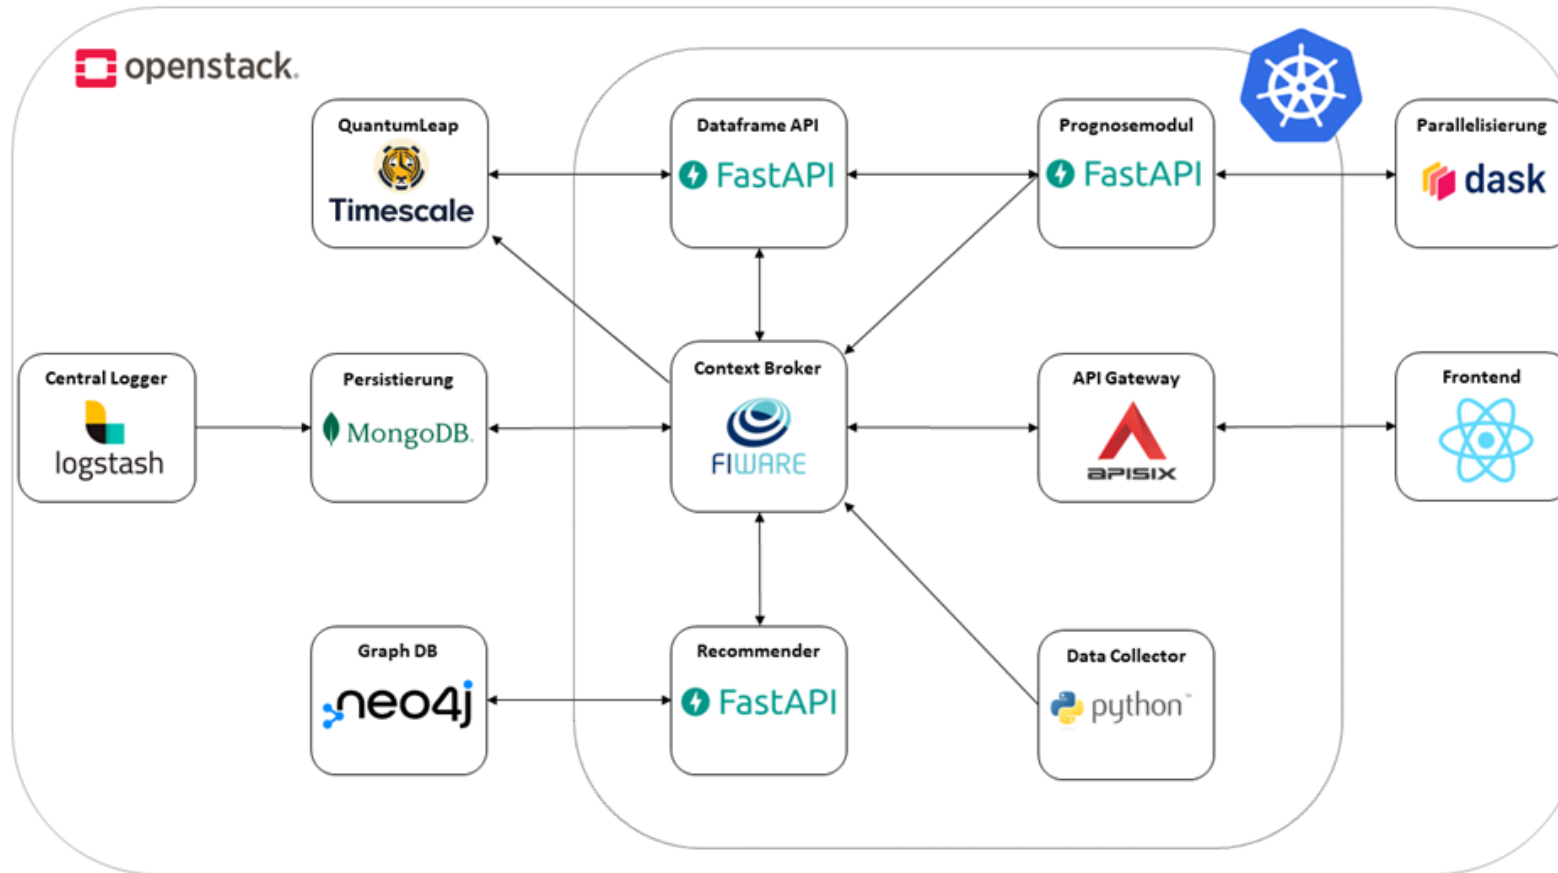 openstack.
QuantumLeap
Timescale
Dataframe API
FastAPI
Prognosemodul
FastAPI
Parallelisierung
dask
Central Logger
logstash
Persistierung
MongoDB.
Context Broker
FIWARE
API Gateway
APISIX
Frontend
Graph DB
neo4j
Recommender
FastAPI
Data Collector
python™